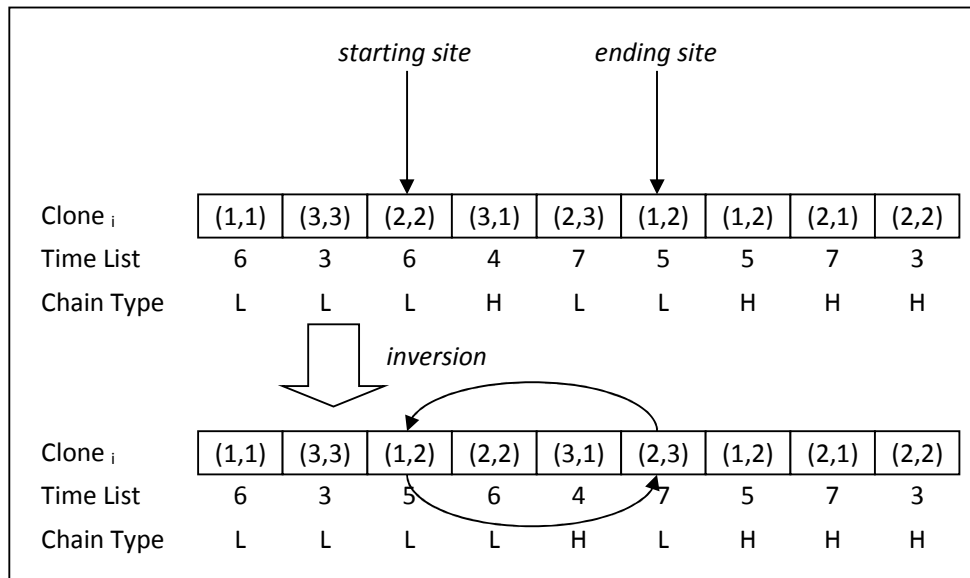 starting site ending site
Clone i (1,1) (3,3) (2,2) (3,1) (2,3) (1,2) (1,2) (2,1) (2,2)
Time List 6 3 6 4 7 5 5 7 3
Chain Type L L L H L L H H H
inversion
Clone i (1,1) (3,3) (1,2) (2,2) (3,1) (2,3) (1,2) (2,1) (2,2)
Time List 6 3 5 6 4 7 5 7 3
Chain Type L L L L H L H H H